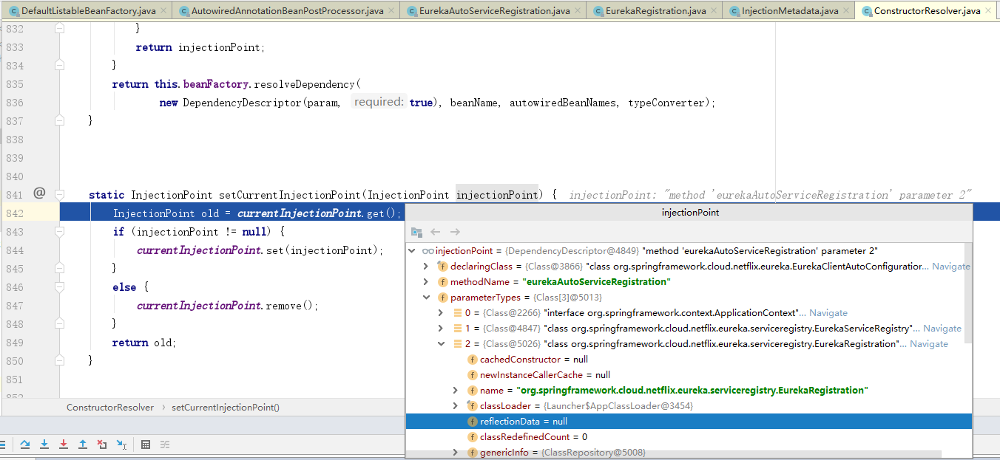 DefaultListableBeanFactory.java × AutowiredAnnotationBeanPostProcessor.java × EurekaAutoServiceRegistration.java × EurekaRegistration.java × InjectionMetadata.java × ConstructorResolver.java ×
832 }
833 return injectionPoint;
834 }
835 return this.beanFactory.resolveDependency(
836 new DependencyDescriptor(param, required: true), beanName, autowiredBeanNames, typeConverter);
837 }
838
839
840
841 @ static InjectionPoint setCurrentInjectionPoint(InjectionPoint injectionPoint) { injectionPoint: "method 'eurekaAutoServiceRegistration' parameter 2"
842 InjectionPoint old = currentInjectionPoint.get();
843 if (injectionPoint != null) {
844 currentInjectionPoint.set(injectionPoint);
845 }
846 else {
847 currentInjectionPoint.remove();
848 }
849 return old;
850 }
851
852
injectionPoint
injectionPoint = {DependencyDescriptor@4849} "method 'eurekaAutoServiceRegistration' parameter 2"
declaringClass = {Class@3866} "class org.springframework.cloud.netflix.eureka.EurekaClientAutoConfiguration... Navigate
methodName = "eurekaAutoServiceRegistration"
parameterTypes = {Class[3]@5013}
0 = {Class@2266} "interface org.springframework.context.ApplicationContext"... Navigate
1 = {Class@4847} "class org.springframework.cloud.netflix.eureka.serviceregistry.EurekaServiceRegistry"... Navigate
2 = {Class@5026} "class org.springframework.cloud.netflix.eureka.serviceregistry.EurekaRegistration"... Navigate
cachedConstructor = null
newInstanceCallerCache = null
name = "org.springframework.cloud.netflix.eureka.serviceregistry.EurekaRegistration"
classLoader = {Launcher$AppClassLoader@3454}
reflectionData = null
classRedefinedCount = 0
genericInfo = {ClassRepository@5008}
ConstructorResolver › setCurrentInjectionPoint()